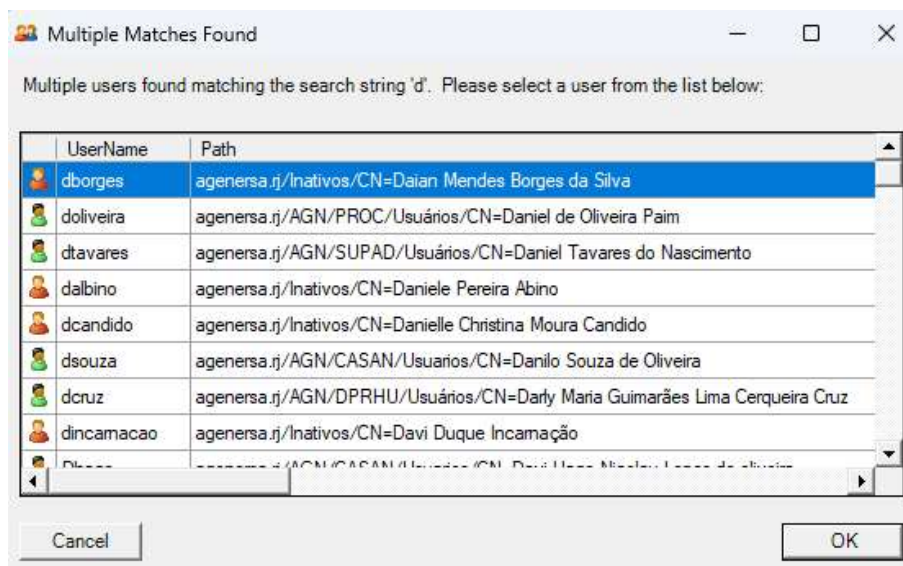 Multiple Matches Found
Multiple users found matching the search string 'd'. Please select a user from the list below:
UserName Path
dborges agenersa.rj/Inativos/CN=Daian Mendes Borges da Silva
doliveira agenersa.rj/AGN/PROC/Usuários/CN=Daniel de Oliveira Paim
dtavares agenersa.rj/AGN/SUPAD/Usuários/CN=Daniel Tavares do Nascimento
dalbino agenersa.rj/Inativos/CN=Daniele Pereira Abino
dcandido agenersa.rj/Inativos/CN=Danielle Christina Moura Candido
dsouza agenersa.rj/AGN/CASAN/Usuarios/CN=Danilo Souza de Oliveira
dcruz agenersa.rj/AGN/DPRHU/Usuários/CN=Darly Maria Guimarães Lima Cerqueira Cruz
dincarnacao agenersa.rj/Inativos/CN=Davi Duque Incarnação
Cancel OK